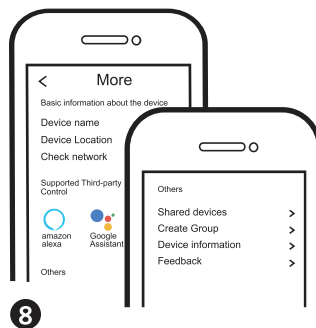 More
Basic information about the device
Device name
Device Location
Check network
Supported Third-party
Control
amazon
alexa
Google
Assistant
Others
Others
Shared devices
Create Group
Device information
Feedback
8